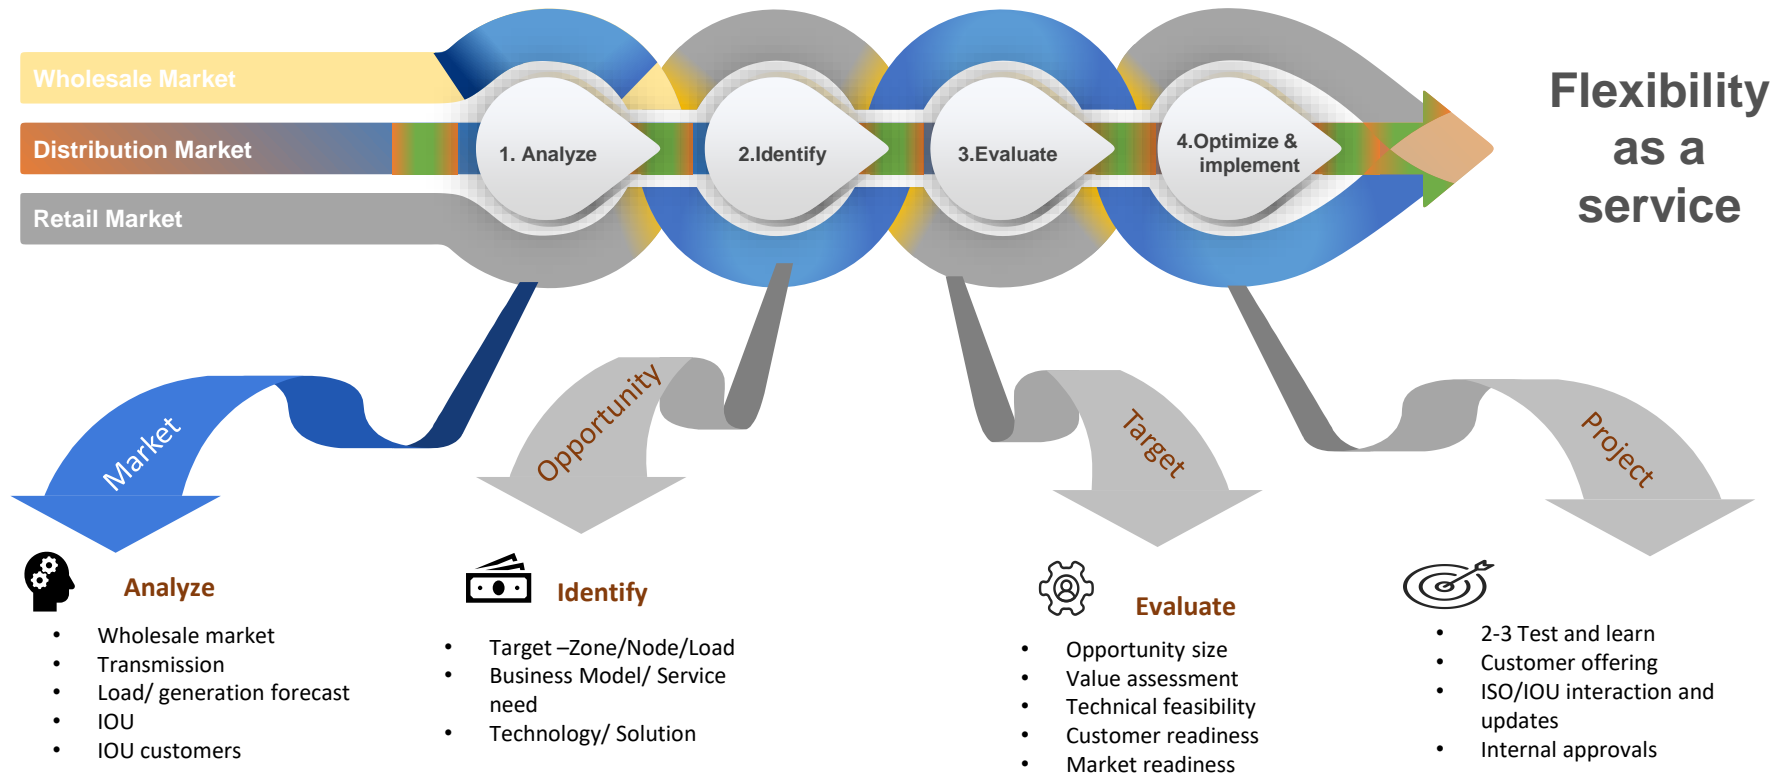 Wholesale Market
Distribution Market
Retail Market
1. Analyze
2.Identify
3.Evaluate
4.Optimize &
implement
Flexibility
as a
service
Market
Opportunity
Target
Project
Analyze
• Wholesale market
• Transmission
• Load/ generation forecast
• IOU
• IOU customers
Identify
• Target –Zone/Node/Load
• Business Model/ Service
need
• Technology/ Solution
Evaluate
• Opportunity size
• Value assessment
• Technical feasibility
• Customer readiness
• Market readiness
• 2-3 Test and learn
• Customer offering
• ISO/IOU interaction and
updates
• Internal approvals